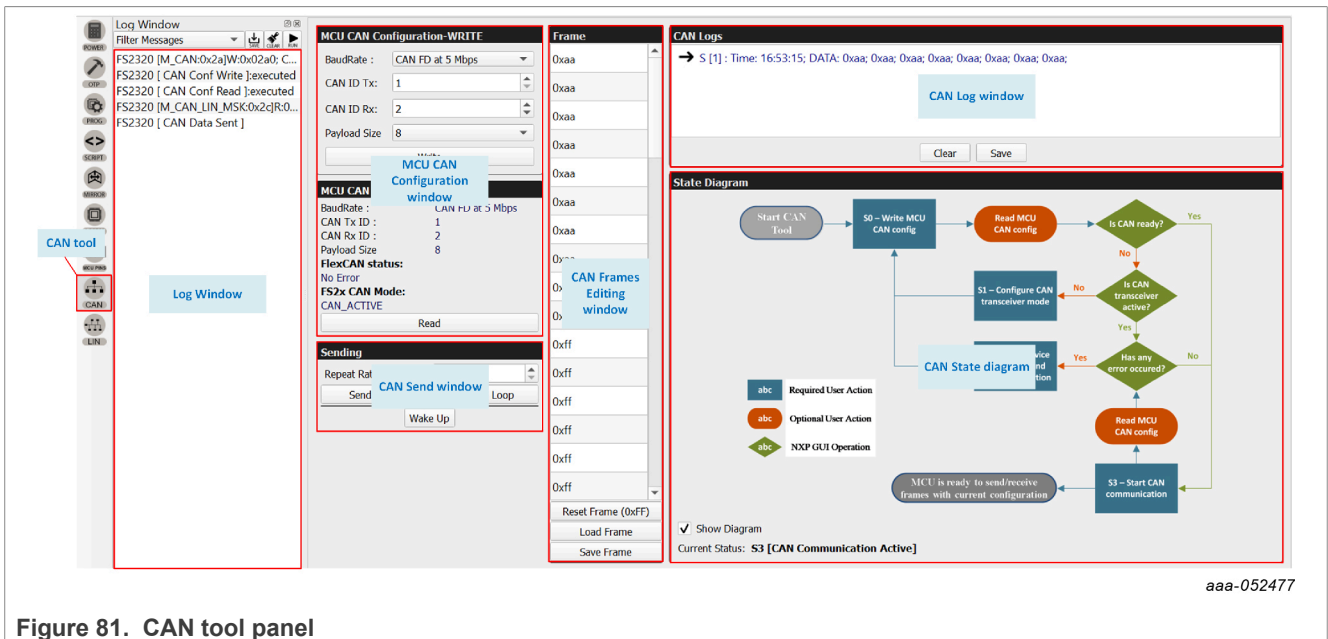 Log Window
Filter Messages
SAVE
CLEAR
RUN
FS2320 [M_CAN:0x2a]W:0x02a0; C...
FS2320 [ CAN Conf Write ]:executed
FS2320 [ CAN Conf Read ]:executed
FS2320 [M_CAN_LIN_MSK:0x2c]R:0...
FS2320 [ CAN Data Sent ]
Log Window
POWER
OTP
PROG
SCRIPT
MIRROR
CAN tool
MCU PINS
CAN
LIN
MCU CAN Configuration-WRITE
BaudRate : CAN FD at 5 Mbps
CAN ID Tx: 1
CAN ID Rx: 2
Payload Size 8
MCU CAN
Configuration
window
MCU CAN
BaudRate : CAN FD at 5 Mbps
CAN Tx ID : 1
CAN Rx ID : 2
Payload Size 8
FlexCAN status:
No Error
FS2x CAN Mode:
CAN_ACTIVE
Read
Sending
Repeat Rat
CAN Send window
Send Loop
Wake Up
Frame
0xaa
0xaa
0xaa
0xaa
0xaa
0xaa
0xaa
CAN Frames
Editing
window
0xff
0xff
0xff
0xff
0xff
0xff
Reset Frame (0xFF)
Load Frame
Save Frame
CAN Logs
S [1] : Time: 16:53:15; DATA: 0xaa; 0xaa; 0xaa; 0xaa; 0xaa; 0xaa; 0xaa; 0xaa;
CAN Log window
Clear Save
State Diagram
Start CAN
Tool
S0 – Write MCU
CAN config
Read MCU
CAN config
Is CAN ready?
Yes
No
S1 – Configure CAN
transceiver mode
No
Is CAN
transceiver
active?
Yes
CAN State diagram
vice
nd
tion
Yes
Has any
error occured?
No
abc Required User Action
abc Optional User Action
abc NXP GUI Operation
Read MCU
CAN config
MCU is ready to send/receive
frames with current configuration
S3 – Start CAN
communication
Show Diagram
Current Status: S3 [CAN Communication Active]
aaa-052477
Figure 81. CAN tool panel